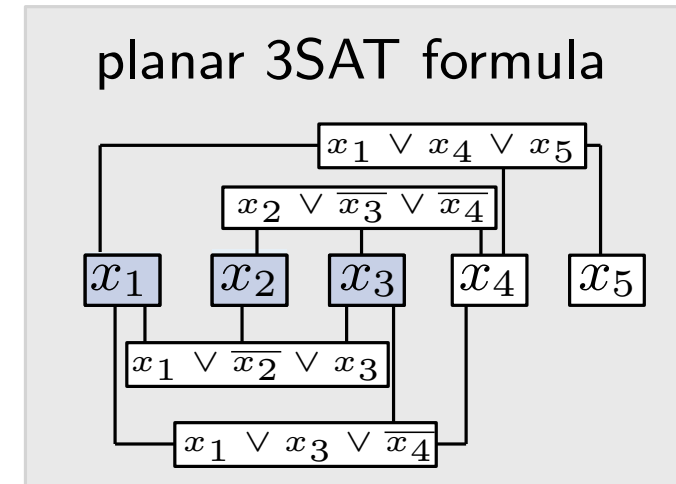 planar 3SAT formula
x₁ ∨ x₄ ∨ x₅
x₂ ∨ x̅₃ ∨ x̅₄
x₁ x₂ x₃ x₄ x₅
x₁ ∨ x̅₂ ∨ x₃
x₁ ∨ x₃ ∨ x̅₄